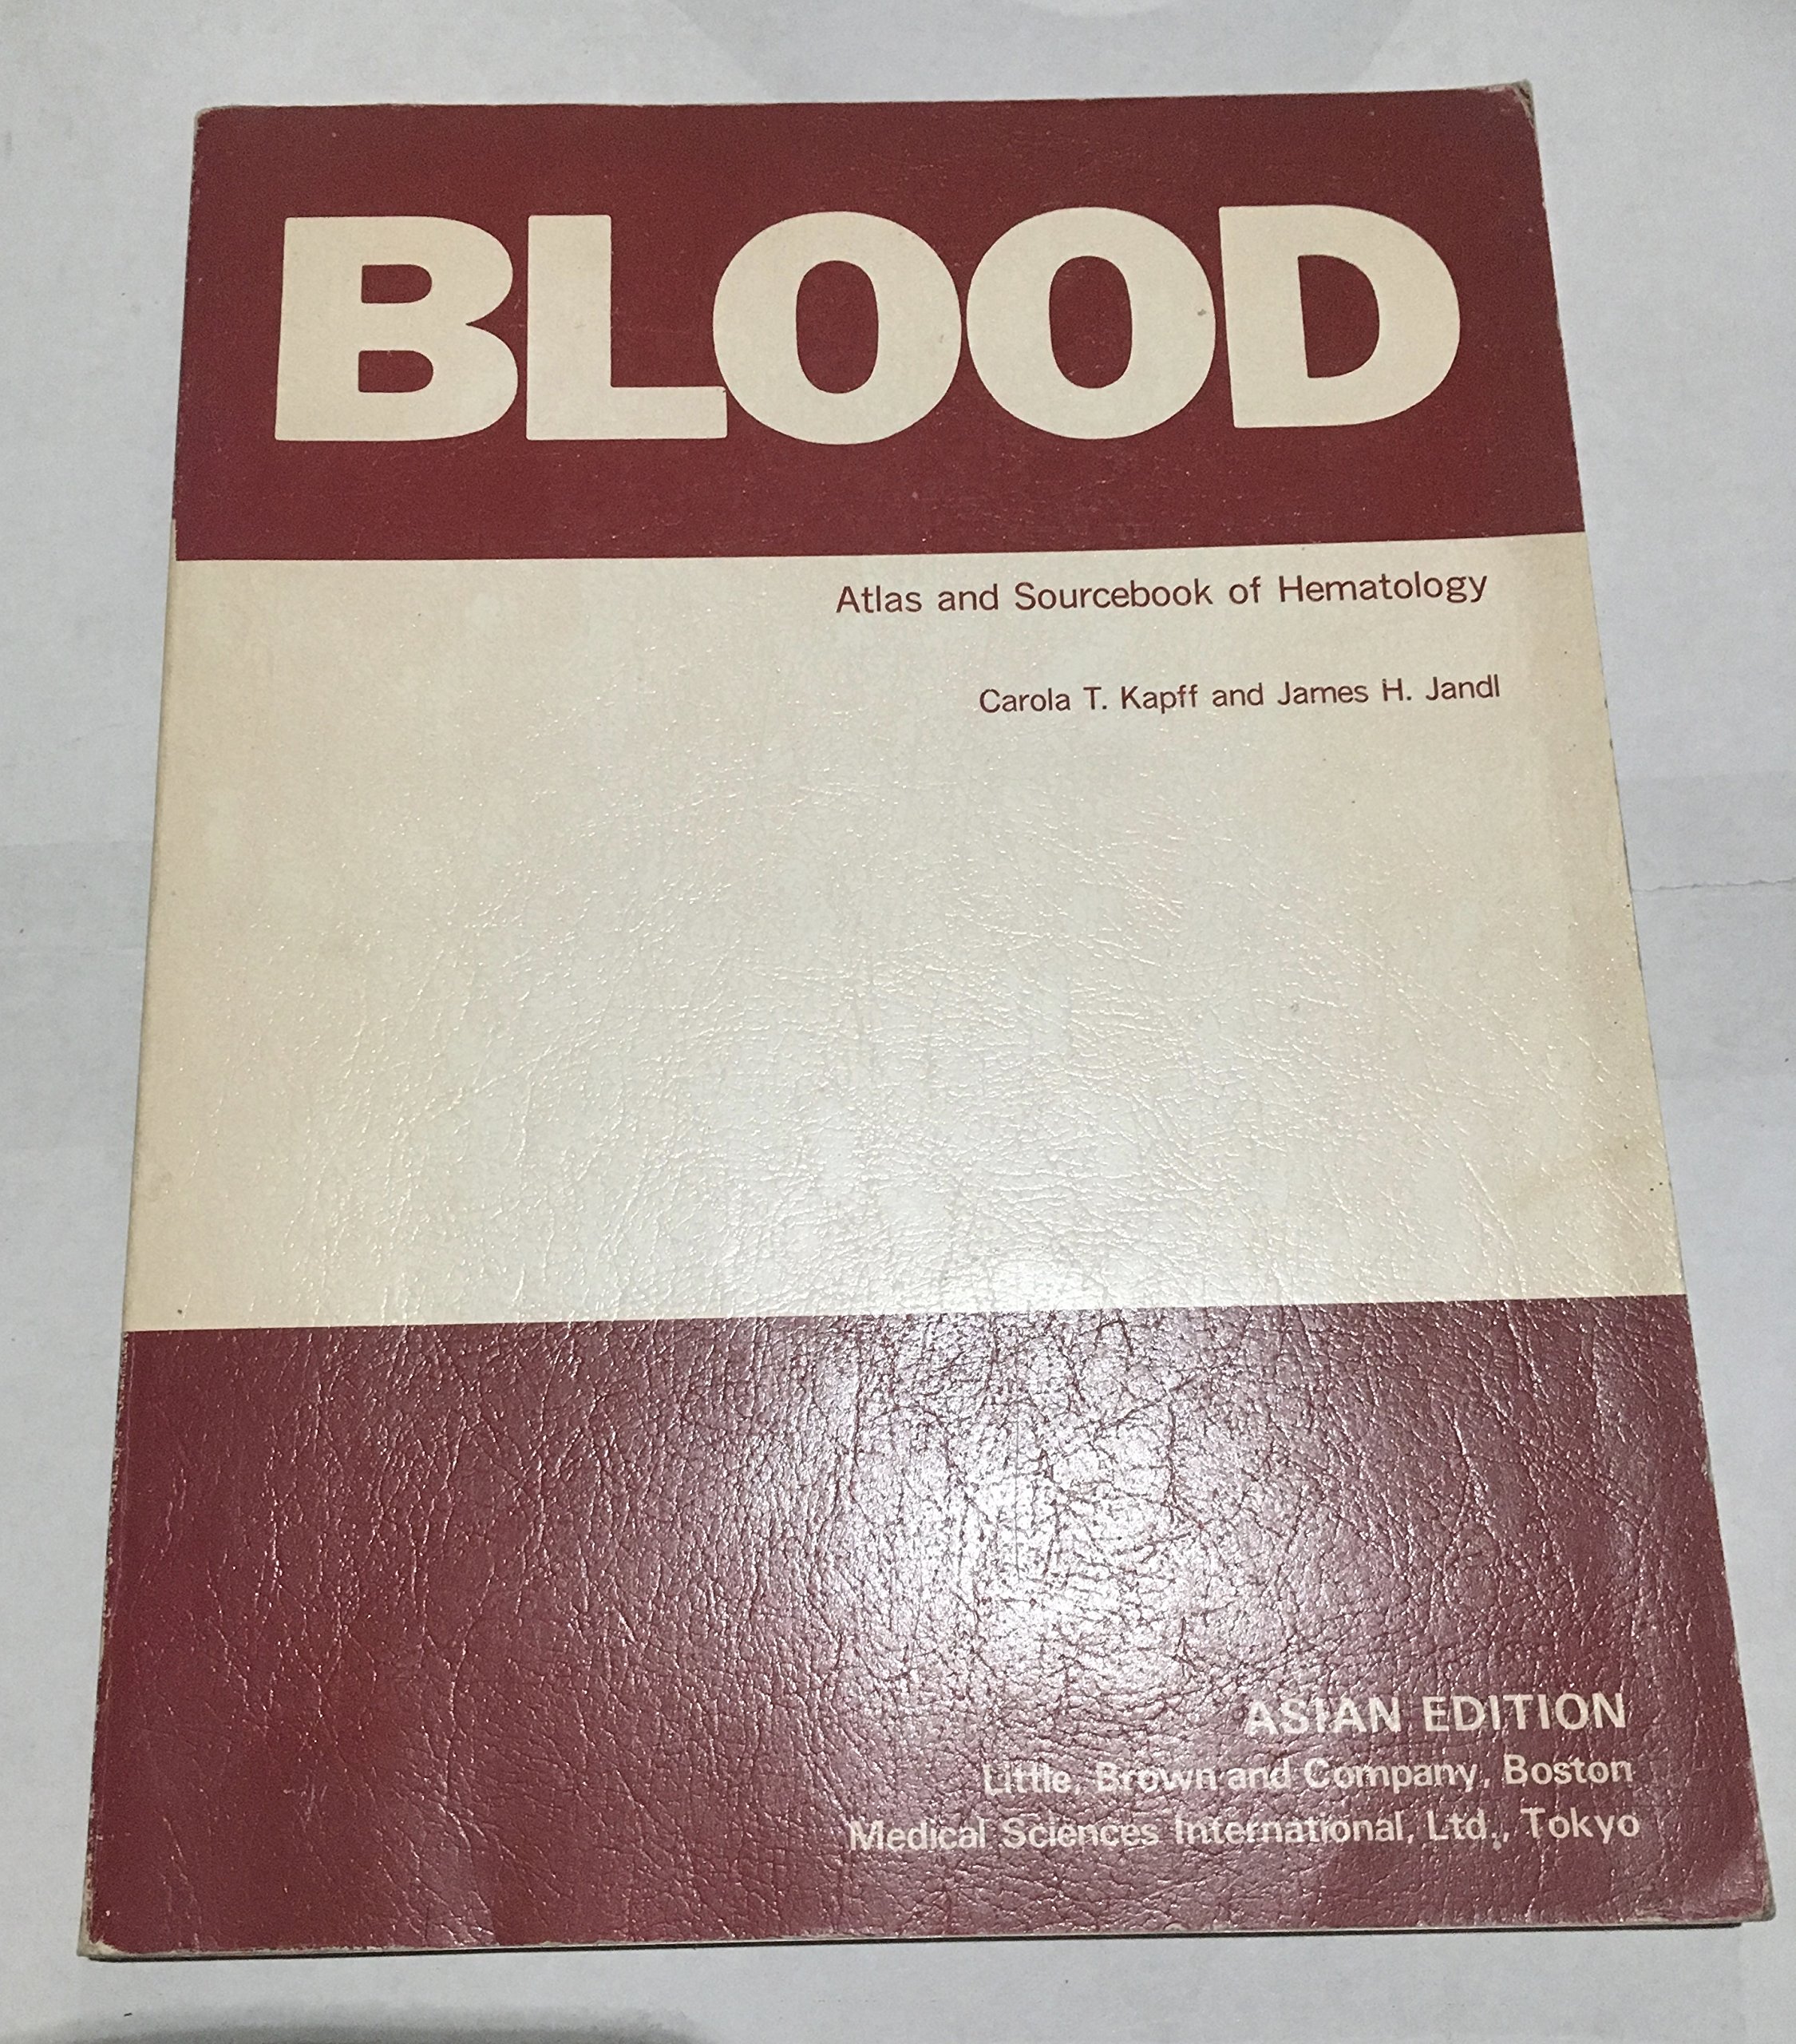 BLOOD
Atlas and Sourcebook of Hematology
Carola T. Kapff and James H. Jandl
ASIAN EDITION
Little, Brown and Company, Boston
Medical Sciences International, Ltd., Tokyo